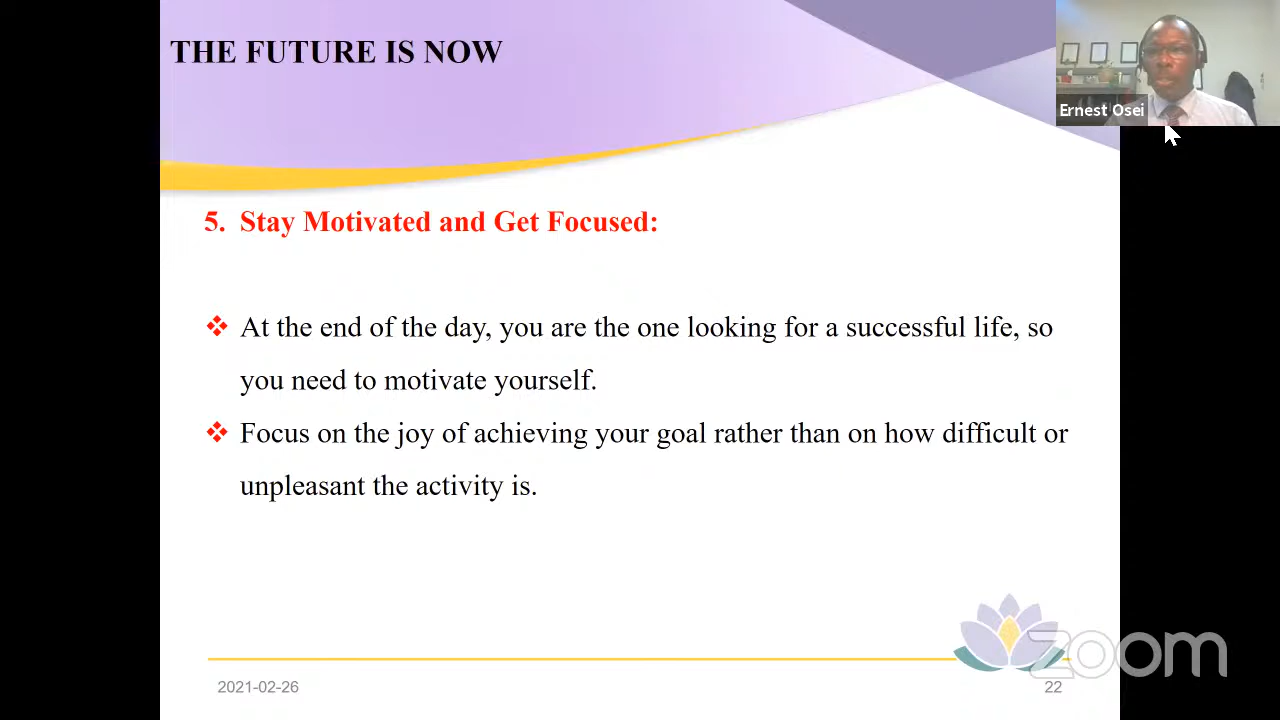 THE FUTURE IS NOW
Ernest Osei
5. Stay Motivated and Get Focused:
❖ At the end of the day, you are the one looking for a successful life, so
you need to motivate yourself.
❖ Focus on the joy of achieving your goal rather than on how difficult or
unpleasant the activity is.
zoom
2021-02-26
22